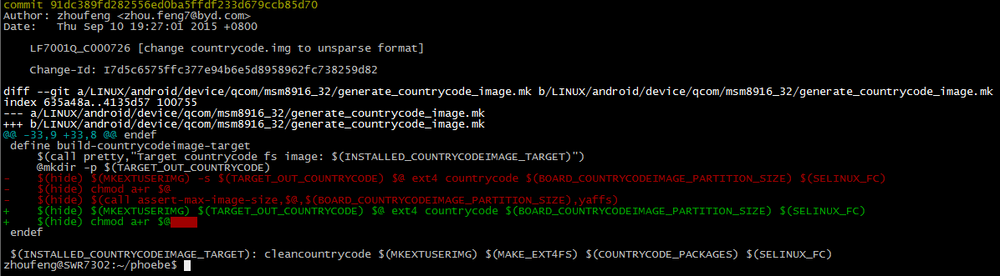 commit 91dc389fd282556ed0ba5ffdf233d679ccb85d70
Author: zhoufeng <zhou.feng7@byd.com>
Date:   Thu Sep 10 19:27:01 2015 +0800
    LF7001Q_C000726 [change countrycode.img to unsparse format]
    Change-Id: I7d5c6575ffc377e94b6e5d8958962fc738259d82
diff --git a/LINUX/android/device/qcom/msm8916_32/generate_countrycode_image.mk b/LINUX/android/device/qcom/msm8916_32/generate_countrycode_image.mk
index 635a48a..4135d57 100755
--- a/LINUX/android/device/qcom/msm8916_32/generate_countrycode_image.mk
+++ b/LINUX/android/device/qcom/msm8916_32/generate_countrycode_image.mk
@@ -33,9 +33,8 @@ endef
 define build-countrycodeimage-target
     $(call pretty,"Target countrycode fs image: $(INSTALLED_COUNTRYCODEIMAGE_TARGET)")
     @mkdir -p $(TARGET_OUT_COUNTRYCODE)
-    $(hide) $(MKEXTUSERIMG) -s $(TARGET_OUT_COUNTRYCODE) $@ ext4 countrycode $(BOARD_COUNTRYCODEIMAGE_PARTITION_SIZE) $(SELINUX_FC)
-    $(hide) chmod a+r $@
-    $(hide) $(call assert-max-image-size,$@,$(BOARD_COUNTRYCODEIMAGE_PARTITION_SIZE),yaffs)
+    $(hide) $(MKEXTUSERIMG) $(TARGET_OUT_COUNTRYCODE) $@ ext4 countrycode $(BOARD_COUNTRYCODEIMAGE_PARTITION_SIZE) $(SELINUX_FC)
+    $(hide) chmod a+r $@
 endef
 $(INSTALLED_COUNTRYCODEIMAGE_TARGET): cleancountrycode $(MKEXTUSERIMG) $(MAKE_EXT4FS) $(COUNTRYCODE_PACKAGES) $(SELINUX_FC)
zhoufeng@SWR7302:~/phoebe$